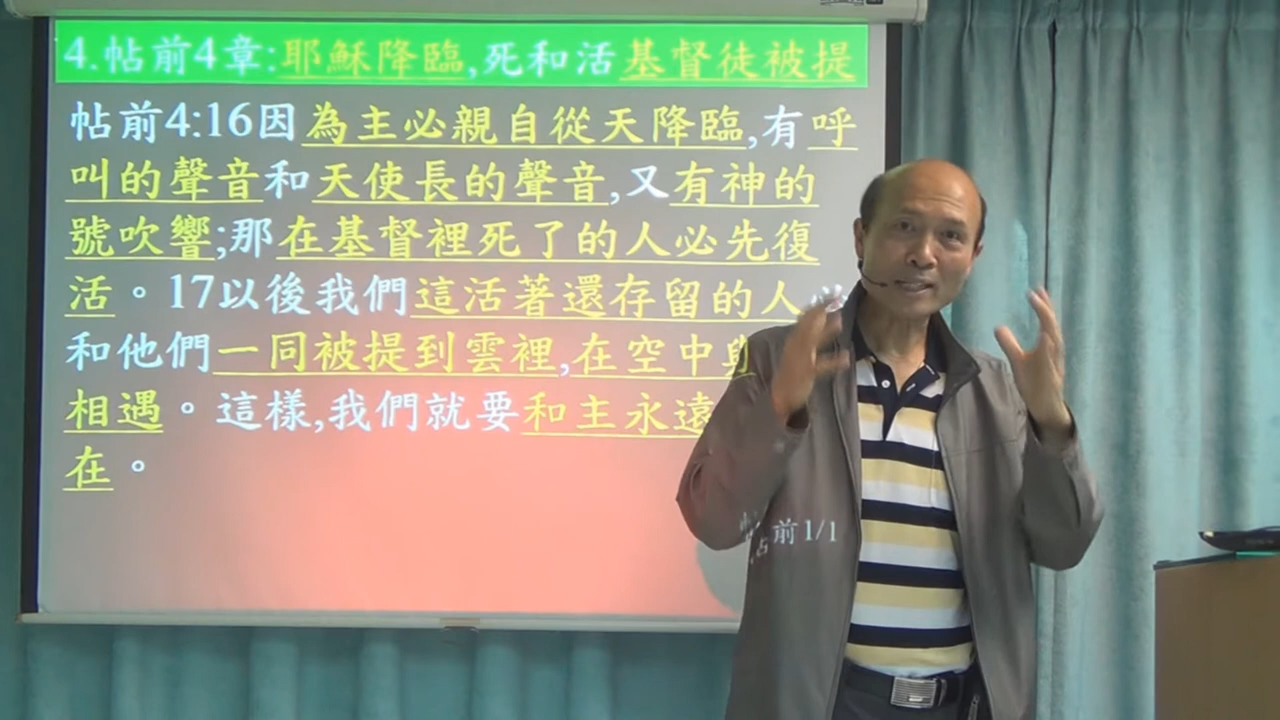 4.帖前4章:耶穌降臨,死和活基督徒被提
帖前4:16因為主必親自從天降臨,有呼
叫的聲音和天使長的聲音,又有神的
號吹響;那在基督裡死了的人必先復
活。17以後我們這活著還存留的人必
和他們一同被提到雲裡,在空中與
相遇。這樣,我們就要和主永遠
在。
帖前1/1